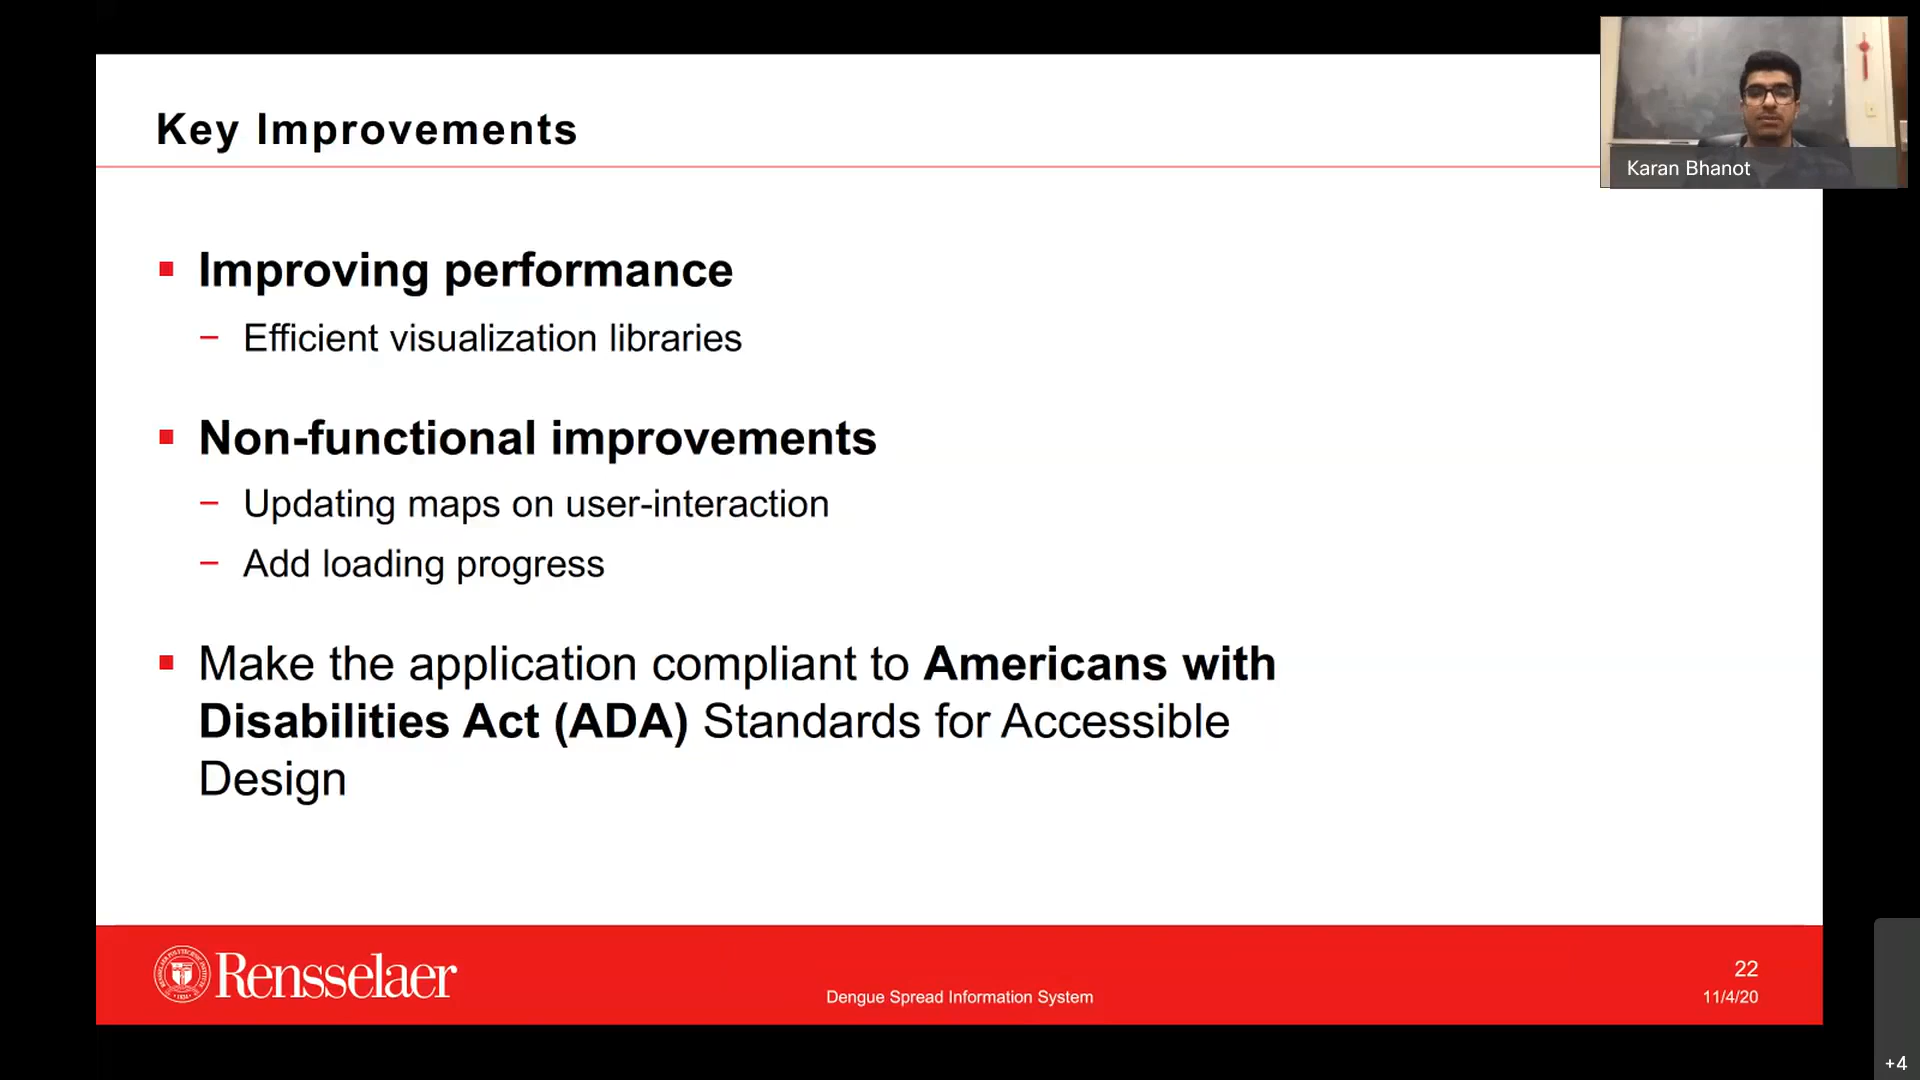 Key Improvements
Karan Bhanot
Improving performance
Efficient visualization libraries
Non-functional improvements
Updating maps on user-interaction
Add loading progress
Make the application compliant to Americans with
Disabilities Act (ADA) Standards for Accessible
Design
Rensselaer
Dengue Spread Information System
22
11/4/20
+4